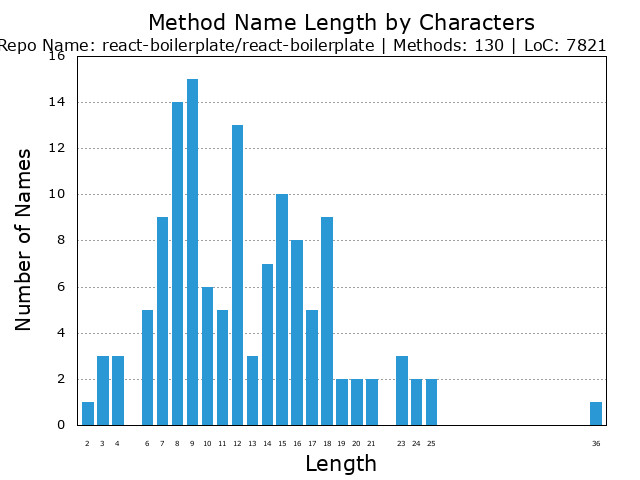 Method Name Length by Characters
Repo Name: react-boilerplate/react-boilerplate | Methods: 130 | LoC: 7821
16
14
12
10
8
6
4
2
0
Number of Names
2 3 4 6 7 8 9 10 11 12 13 14 15 16 17 18 19 20 21 23 24 25 36
Length